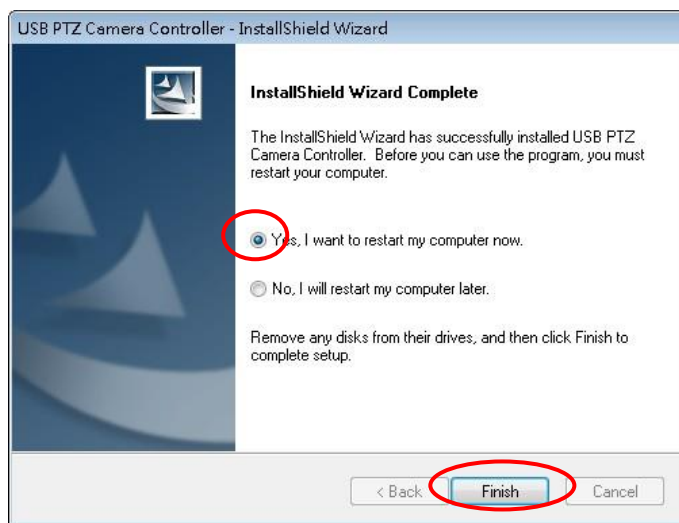 USB PTZ Camera Controller - InstallShield Wizard
InstallShield Wizard Complete
The InstallShield Wizard has successfully installed USB PTZ
Camera Controller. Before you can use the program, you must
restart your computer.
Yes, I want to restart my computer now.
No, I will restart my computer later.
Remove any disks from their drives, and then click Finish to
complete setup.
< Back Finish Cancel